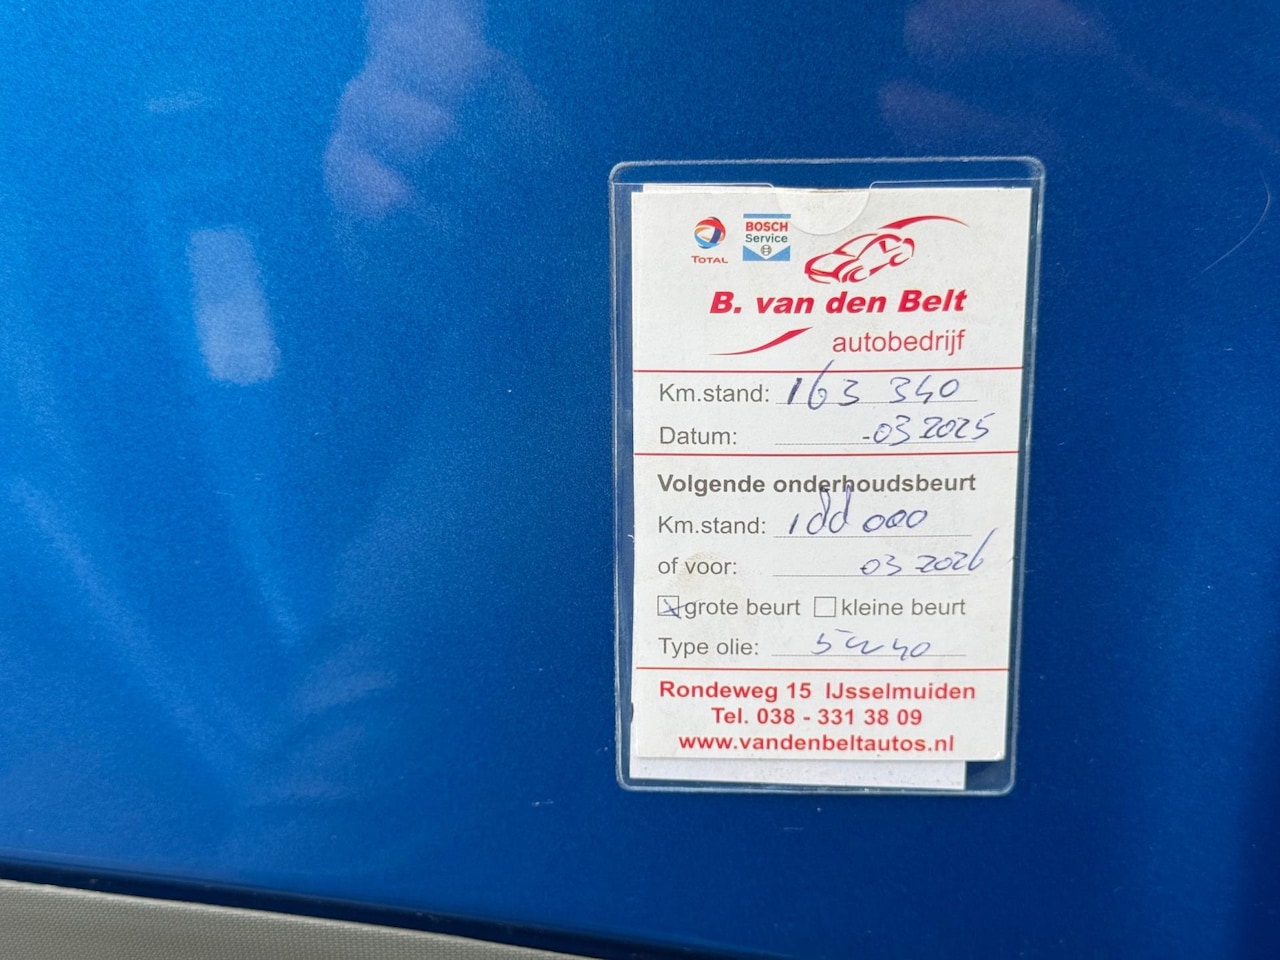 TOTAL
BOSCH
Service
B. van den Belt
autobedrijf
Km.stand: 163 340
Datum: -03 2025
Volgende onderhoudsbeurt
Km.stand: 188 000
of voor: 03 2026
grote beurt kleine beurt
Type olie: 5w40
Rondeweg 15 IJsselmuiden
Tel. 038 - 331 38 09
www.vandenbeltautos.nl